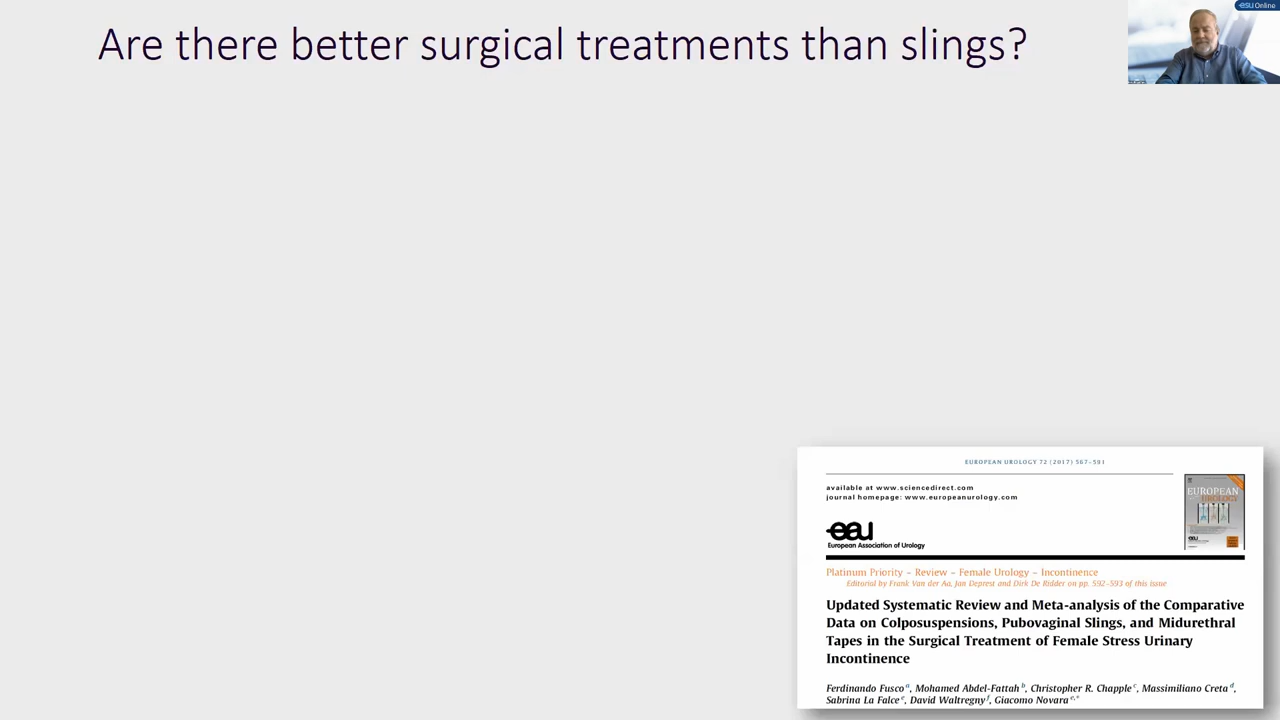 Are there better surgical treatments than slings?
esu Online
EUROPEAN UROLOGY 72 (2017) 567–591
available at www.sciencedirect.com
journal homepage: www.europeanurology.com
EUROPEAN
UROLOGY
eau
eau
European Association of Urology
Platinum Priority – Review – Female Urology – Incontinence
Editorial by Frank Van der Aa, Jan Deprest and Dirk De Ridder on pp. 592–593 of this issue
Updated Systematic Review and Meta-analysis of the Comparative
Data on Colposuspensions, Pubovaginal Slings, and Midurethral
Tapes in the Surgical Treatment of Female Stress Urinary
Incontinence
Ferdinando Fusco a, Mohamed Abdel-Fattah b, Christopher R. Chapple c, Massimiliano Creta d,
Sabrina La Falce e, David Waltregny f, Giacomo Novara e,*